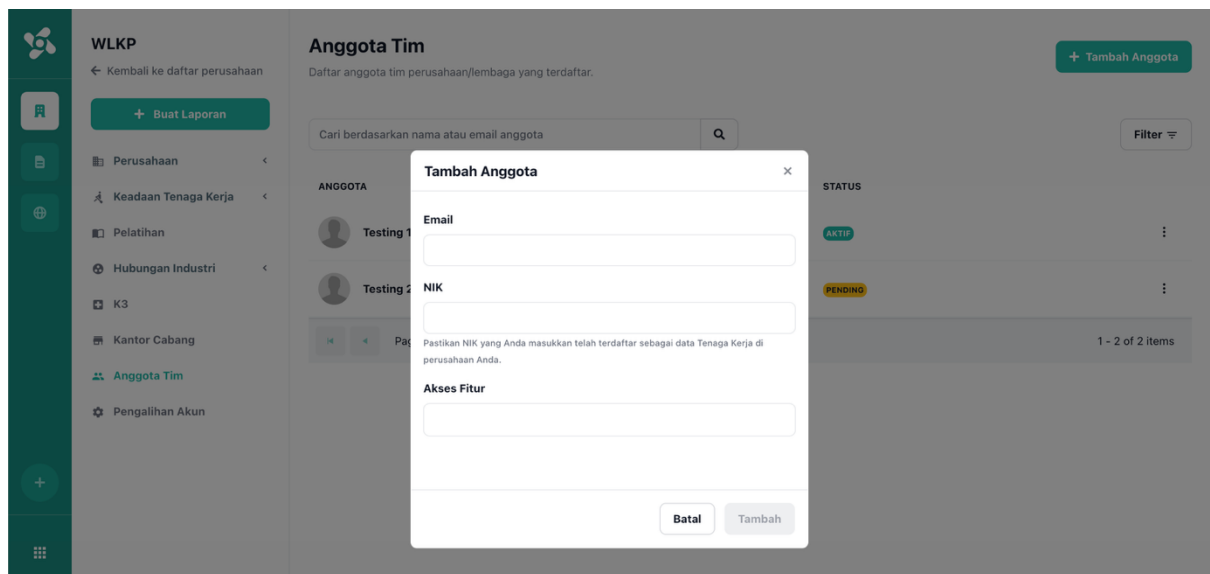 WLKP
← Kembali ke daftar perusahaan
+ Buat Laporan
Perusahaan
Keadaan Tenaga Kerja
Pelatihan
Hubungan Industri
K3
Kantor Cabang
Anggota Tim
Pengalihan Akun
Anggota Tim
Daftar anggota tim perusahaan/lembaga yang terdaftar.
+ Tambah Anggota
Cari berdasarkan nama atau email anggota
Filter
ANGGOTA
STATUS
Testing 1
AKTIF
Testing 2
PENDING
1 - 2 of 2 items
Tambah Anggota
×
Email
NIK
Pastikan NIK yang Anda masukkan telah terdaftar sebagai data Tenaga Kerja di
perusahaan Anda.
Akses Fitur
Batal
Tambah